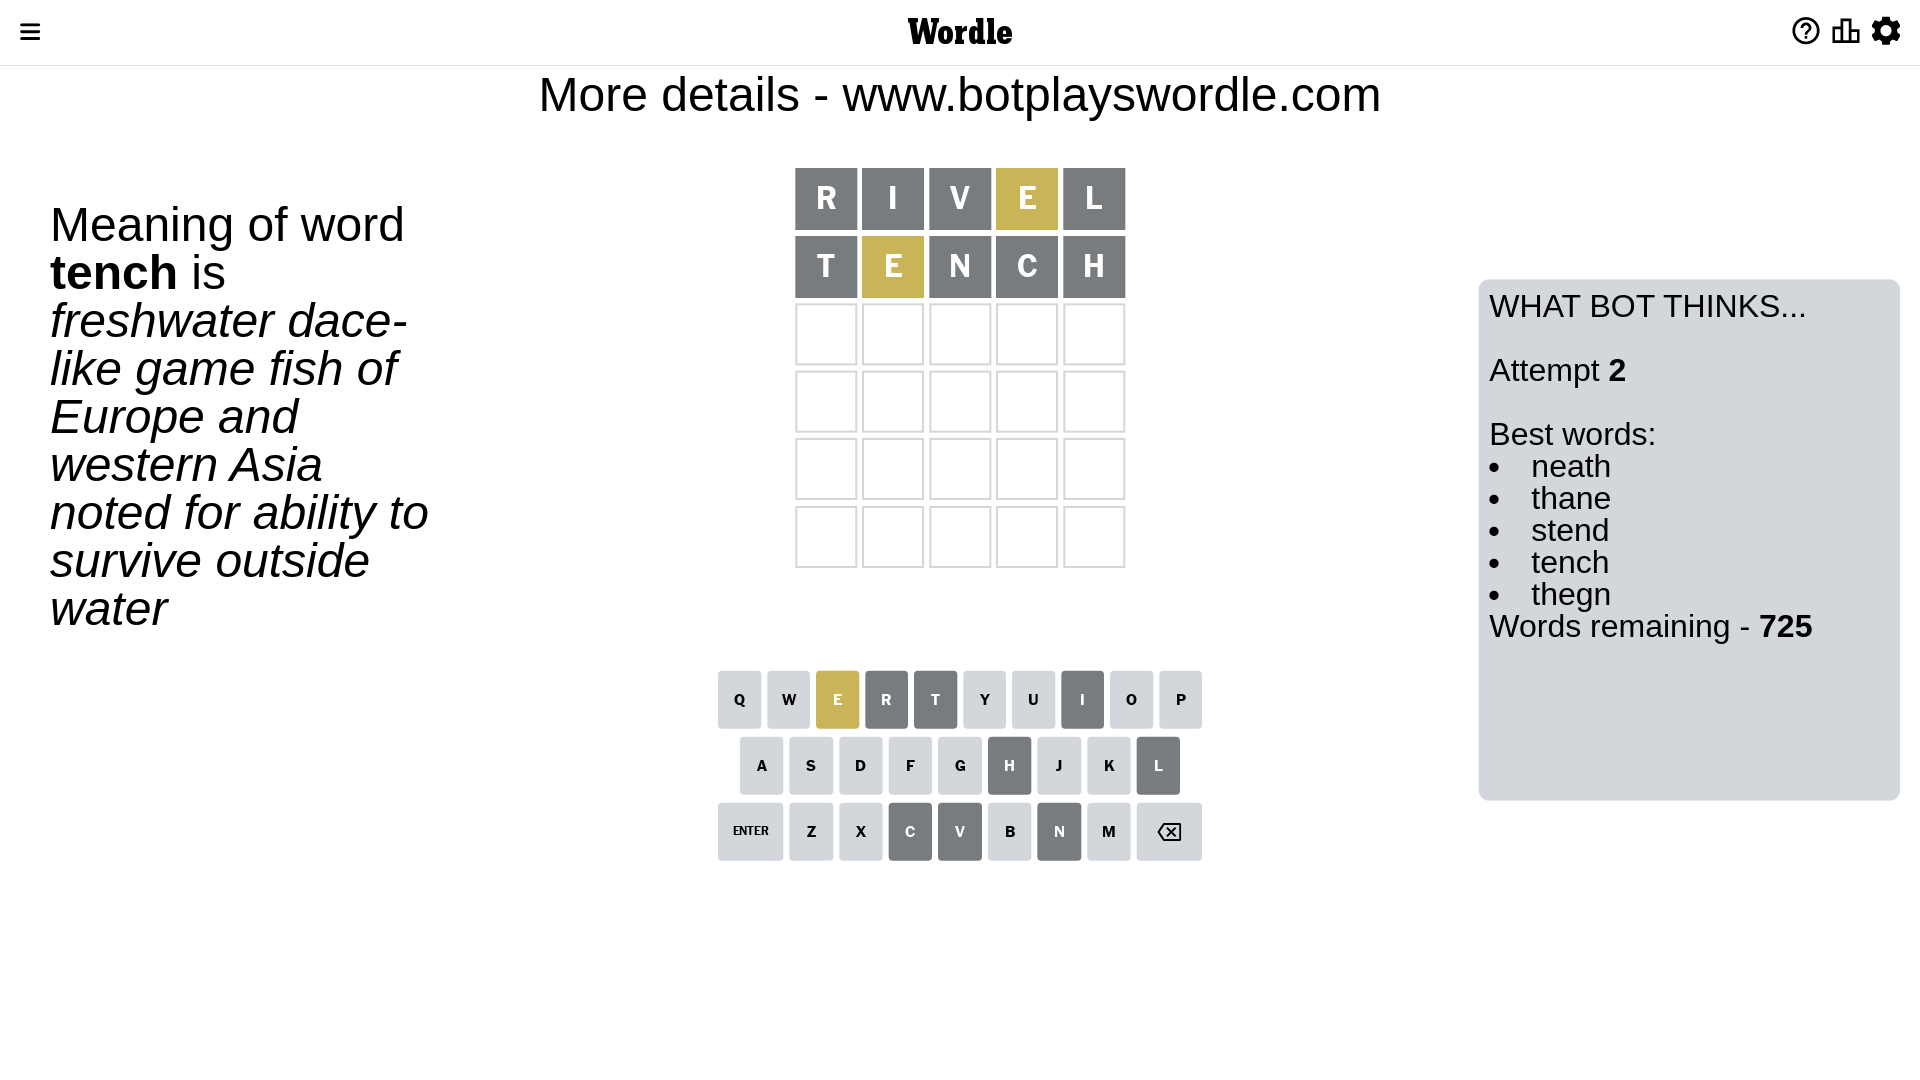 Wordle
More details - www.botplayswordle.com
Meaning of word
tench is
freshwater dace-
like game fish of
Europe and
western Asia
noted for ability to
survive outside
water
R I V E L
T E N C H
WHAT BOT THINKS...
Attempt 2
Best words:
• neath
• thane
• stend
• tench
• thegn
Words remaining - 725
Q W E R T Y U I O P
A S D F G H J K L
ENTER Z X C V B N M